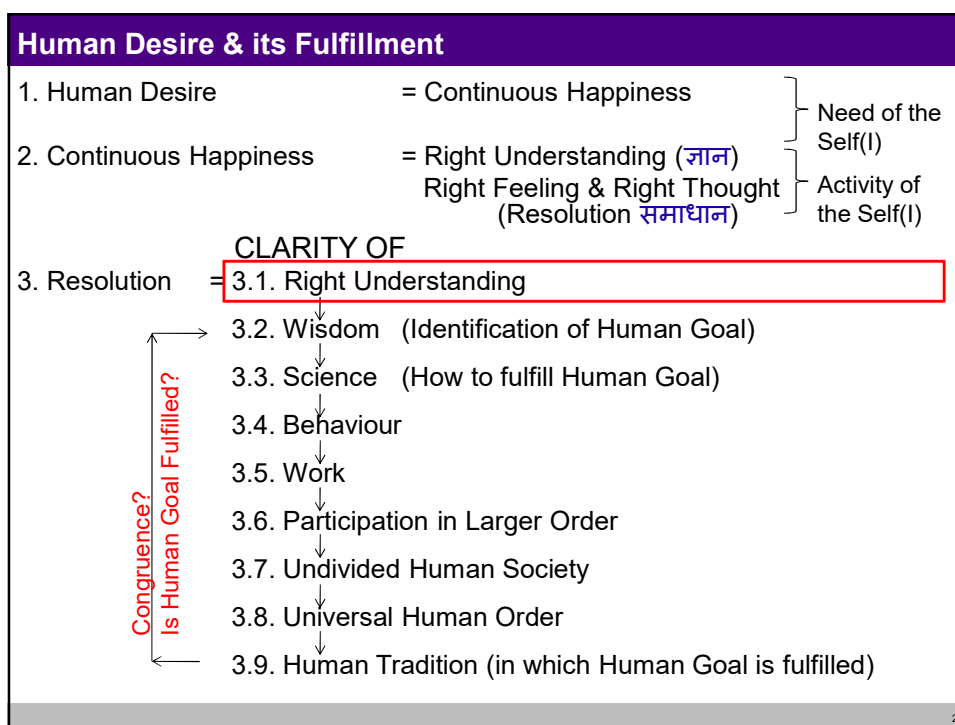 Human Desire & its Fulfillment
1. Human Desire = Continuous Happiness
Need of the
Self(I)
2. Continuous Happiness = Right Understanding (ज्ञान)
Right Feeling & Right Thought
(Resolution समाधान)
Activity of
the Self(I)
CLARITY OF
3. Resolution = 3.1. Right Understanding
3.2. Wisdom (Identification of Human Goal)
3.3. Science (How to fulfill Human Goal)
3.4. Behaviour
3.5. Work
3.6. Participation in Larger Order
3.7. Undivided Human Society
3.8. Universal Human Order
3.9. Human Tradition (in which Human Goal is fulfilled)
Congruence?
Is Human Goal Fulfilled?
2